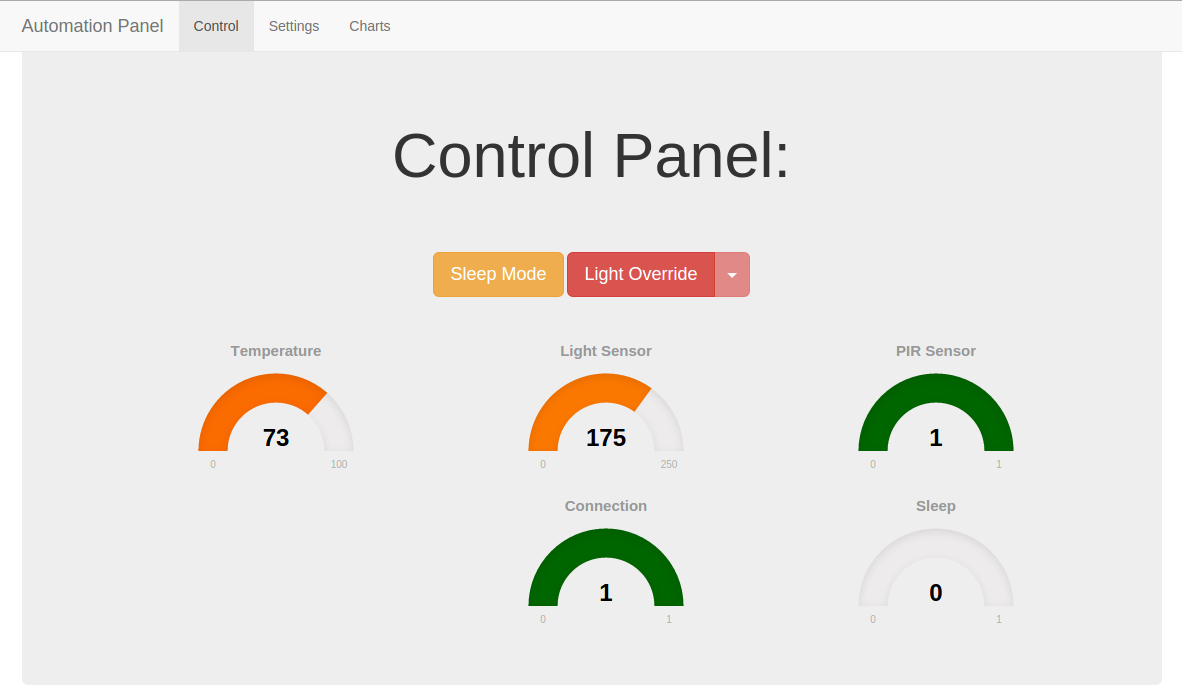 Automation Panel Control Settings Charts
Control Panel:
Sleep Mode Light Override
Temperature Light Sensor PIR Sensor
73 175 1
0 100 0 250 0 1
Connection Sleep
1 0
0 1 0 1